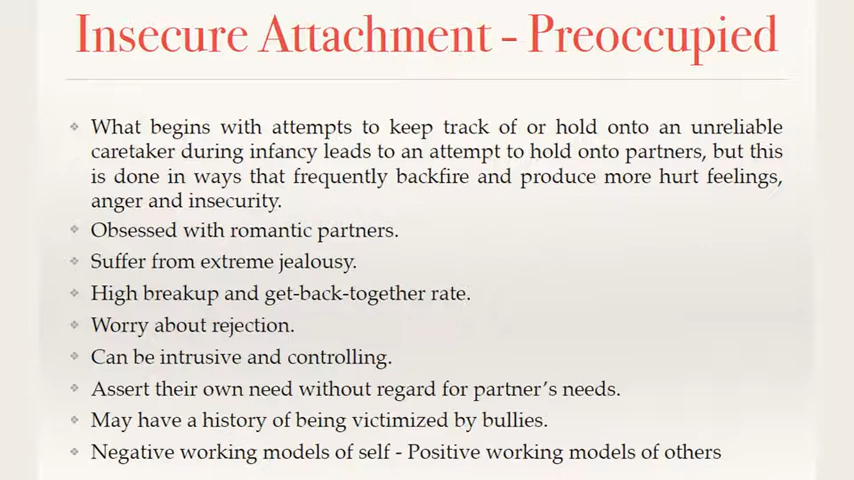 Insecure Attachment - Preoccupied
What begins with attempts to keep track of or hold onto an unreliable
caretaker during infancy leads to an attempt to hold onto partners, but this
is done in ways that frequently backfire and produce more hurt feelings,
anger and insecurity.
Obsessed with romantic partners.
Suffer from extreme jealousy.
High breakup and get-back-together rate.
Worry about rejection.
Can be intrusive and controlling.
Assert their own need without regard for partner's needs.
May have a history of being victimized by bullies.
Negative working models of self - Positive working models of others